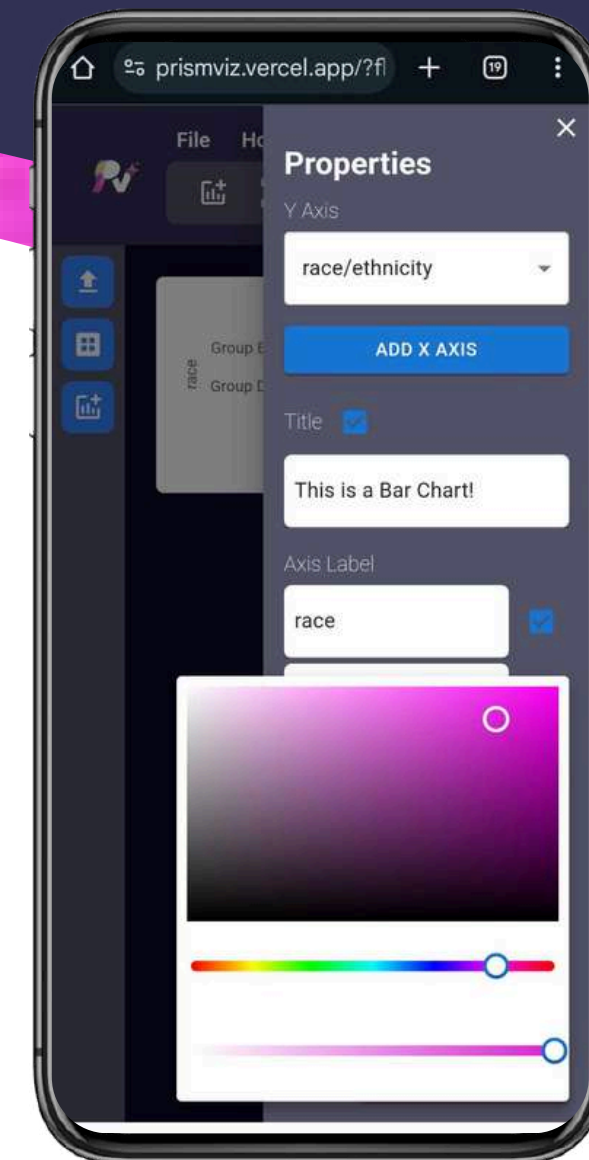 prismviz.vercel.app/?fl
19
File
Properties
Y Axis
race/ethnicity
ADD X AXIS
Title
This is a Bar Chart!
Axis Label
race
race
Group
Group